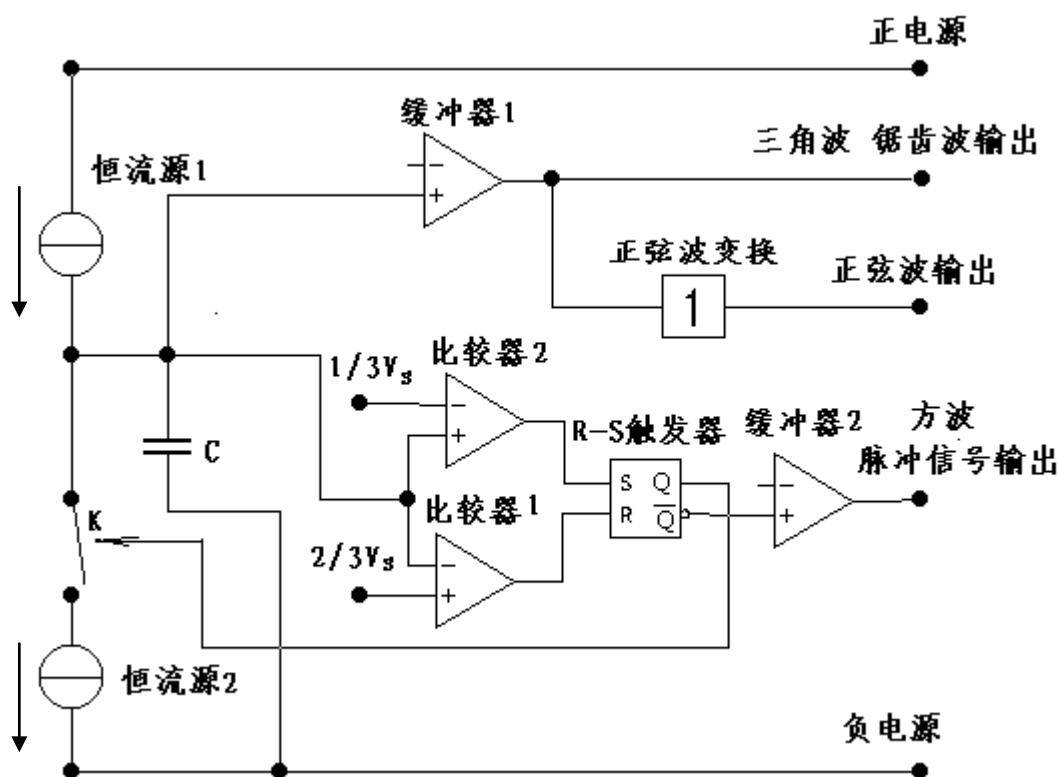 正电源
缓冲器1
三角波 锯齿波输出
恒流源1
- +
正弦波变换
正弦波输出
1
比较器2
1/3Vs
- +
R-S触发器
缓冲器2
方波
脉冲信号输出
C
S Q
R Q̅
- +
K
比较器1
2/3Vs
- +
恒流源2
负电源